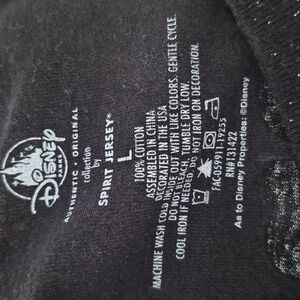 Disney
PARKS
AUTHENTIC · ORIGINAL
collection
BY
SPIRIT JERSEY®
L
100% COTTON
ASSEMBLED IN CHINA
DECORATED IN THE USA
MACHINE WASH COLD INSIDE OUT WITH LIKE COLORS. GENTLE CYCLE.
DO NOT BLEACH. TUMBLE DRY LOW.
COOL IRON IF NEEDED. DO NOT IRON ON DECORATION.
FAC-059911-19255
RN#131422
As to Disney Properties: ©Disney